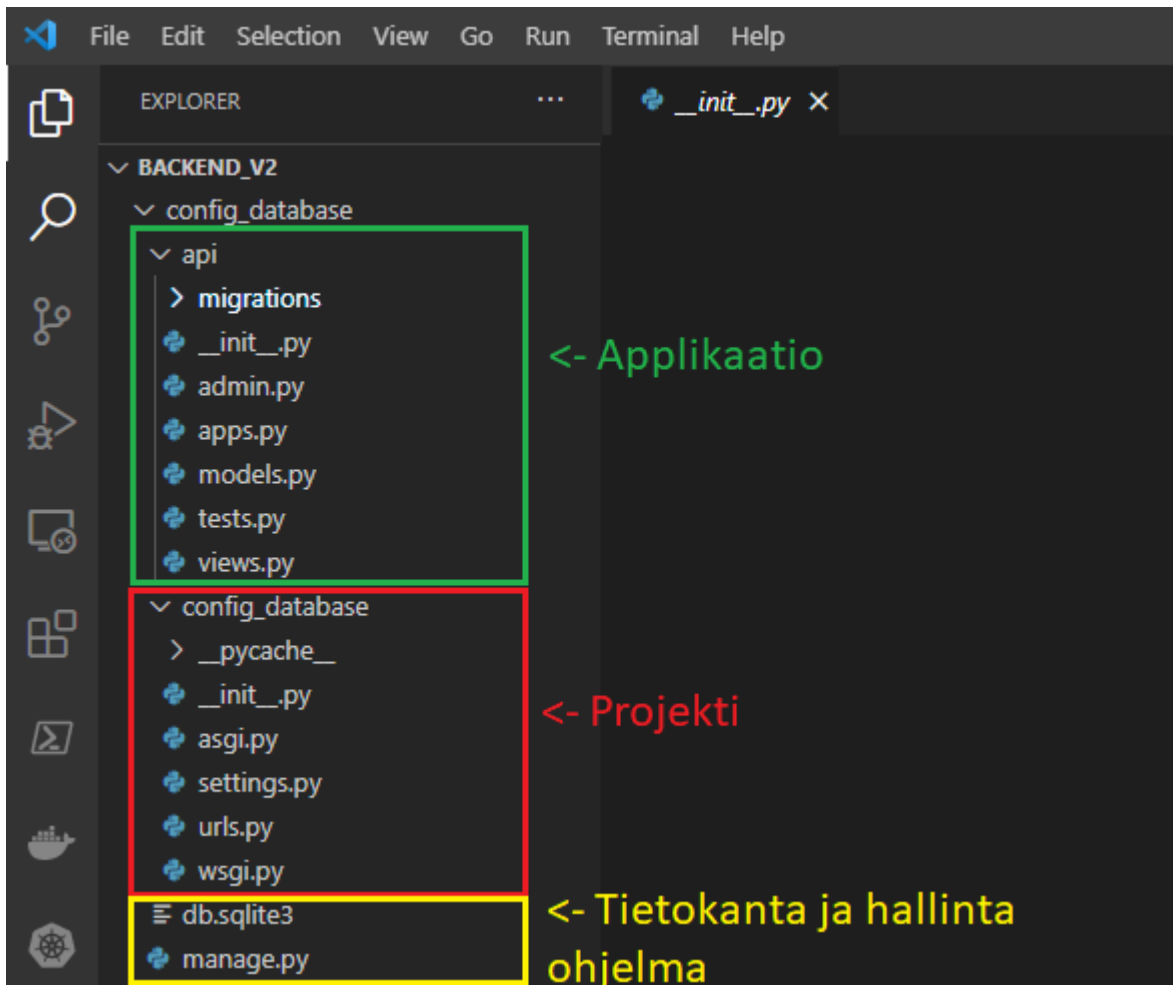 File Edit Selection View Go Run Terminal Help
EXPLORER ... __init__.py
BACKEND_V2
config_database
api
migrations
__init__.py
<- Applikaatio
admin.py
apps.py
models.py
tests.py
views.py
config_database
__pycache__
__init__.py
<- Projekti
asgi.py
settings.py
urls.py
wsgi.py
db.sqlite3
manage.py
<- Tietokanta ja hallinta
ohjelma